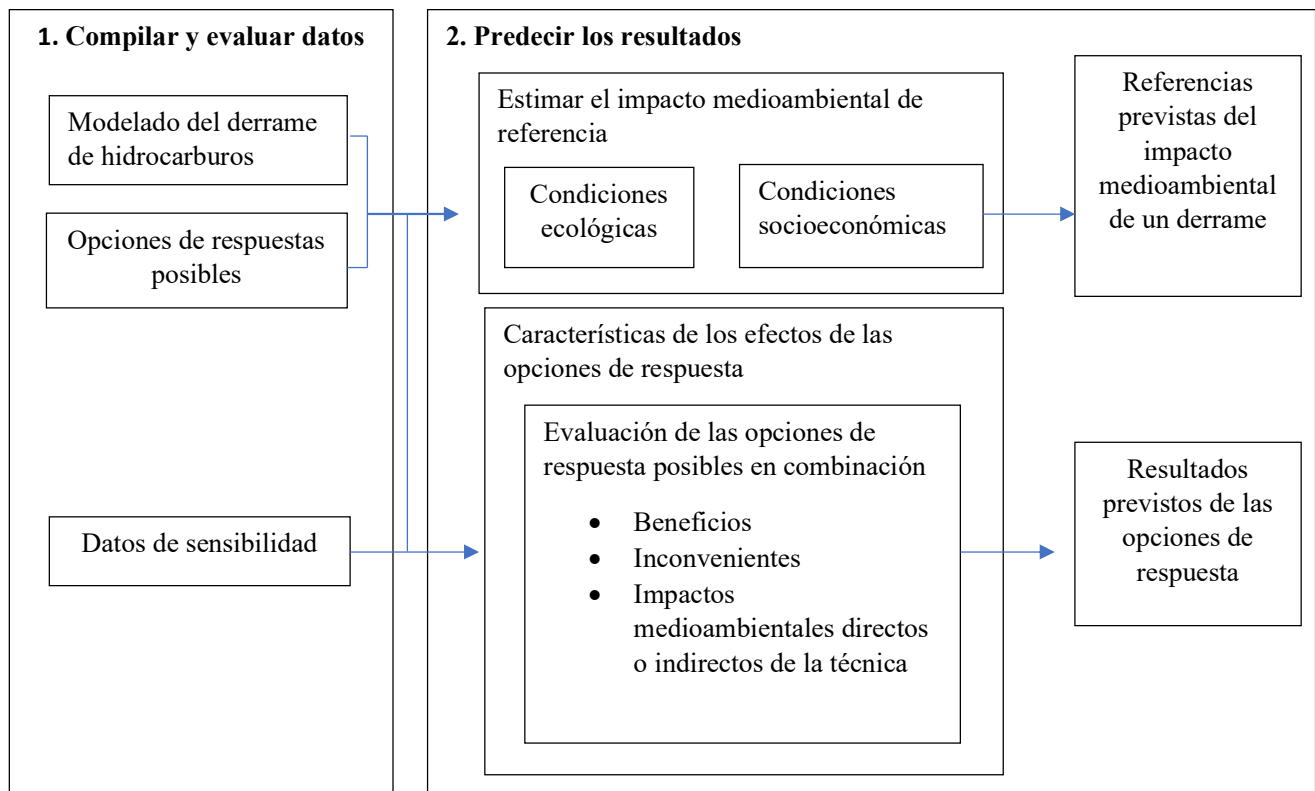 1. Compilar y evaluar datos
Modelado del derrame
de hidrocarburos
Opciones de respuestas
posibles
Datos de sensibilidad
2. Predecir los resultados
Estimar el impacto medioambiental de
referencia
Condiciones
ecológicas
Condiciones
socioeconómicas
Referencias
previstas del
impacto
medioambiental
de un derrame
Características de los efectos de las
opciones de respuesta
Evaluación de las opciones de
respuesta posibles en combinación
• Beneficios
• Inconvenientes
• Impactos
medioambientales directos
o indirectos de la técnica
Resultados
previstos de las
opciones de
respuesta